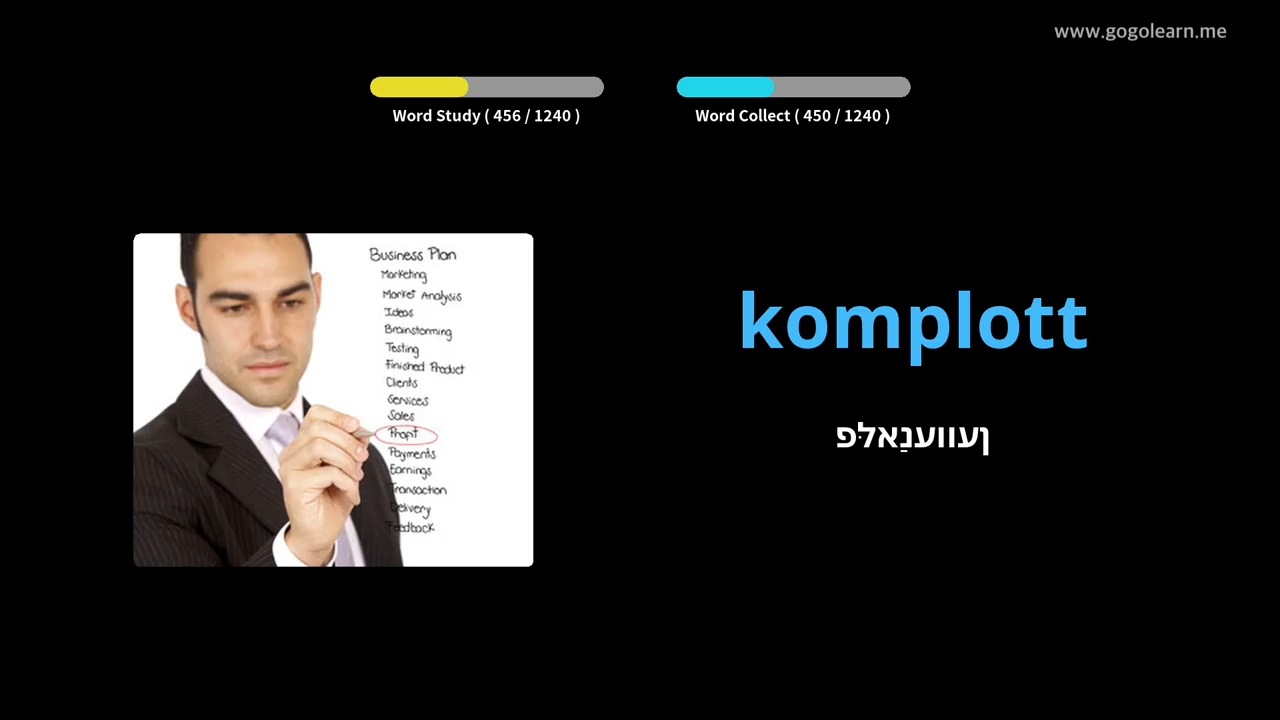 www.gogolearn.me
Word Study ( 456 / 1240 )
Word Collect ( 450 / 1240 )
Business Plan
Marketing
Market Analysis
Ideas
Brainstorming
Testing
Finished Product
Clients
Services
Sales
Profit
Payments
Earnings
Transaction
Delivery
Feedback
komplott
פּלאַנעווען